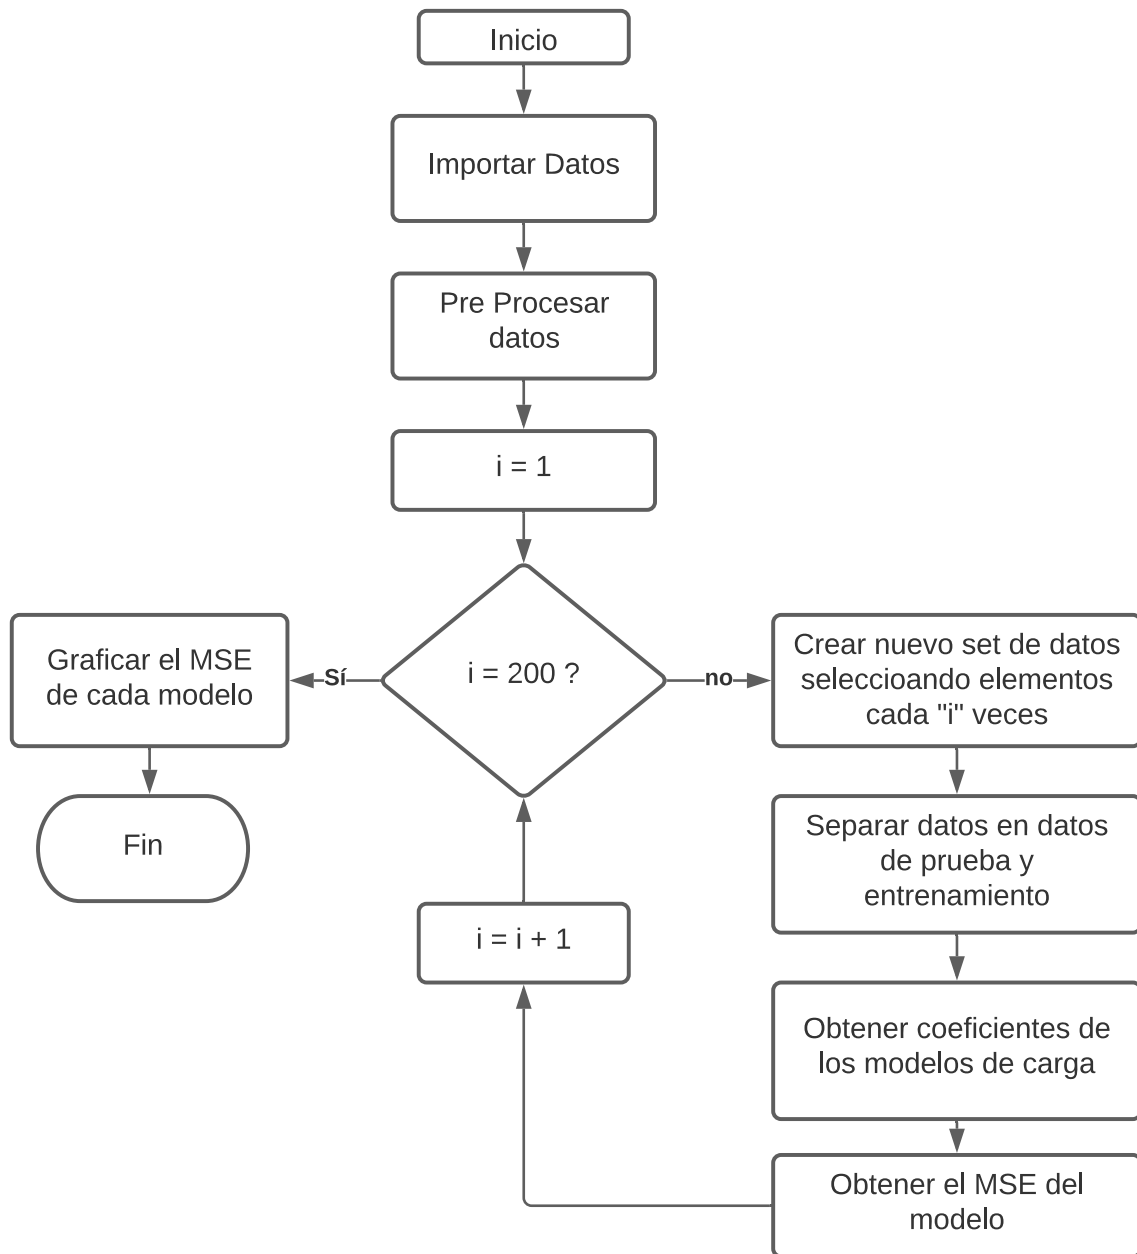 Inicio
Importar Datos
Pre Procesar
datos
i = 1
i = 200 ?
Sí
no
Graficar el MSE
de cada modelo
Fin
Crear nuevo set de datos
seleccioando elementos
cada "i" veces
Separar datos en datos
de prueba y
entrenamiento
Obtener coeficientes de
los modelos de carga
Obtener el MSE del
modelo
i = i + 1